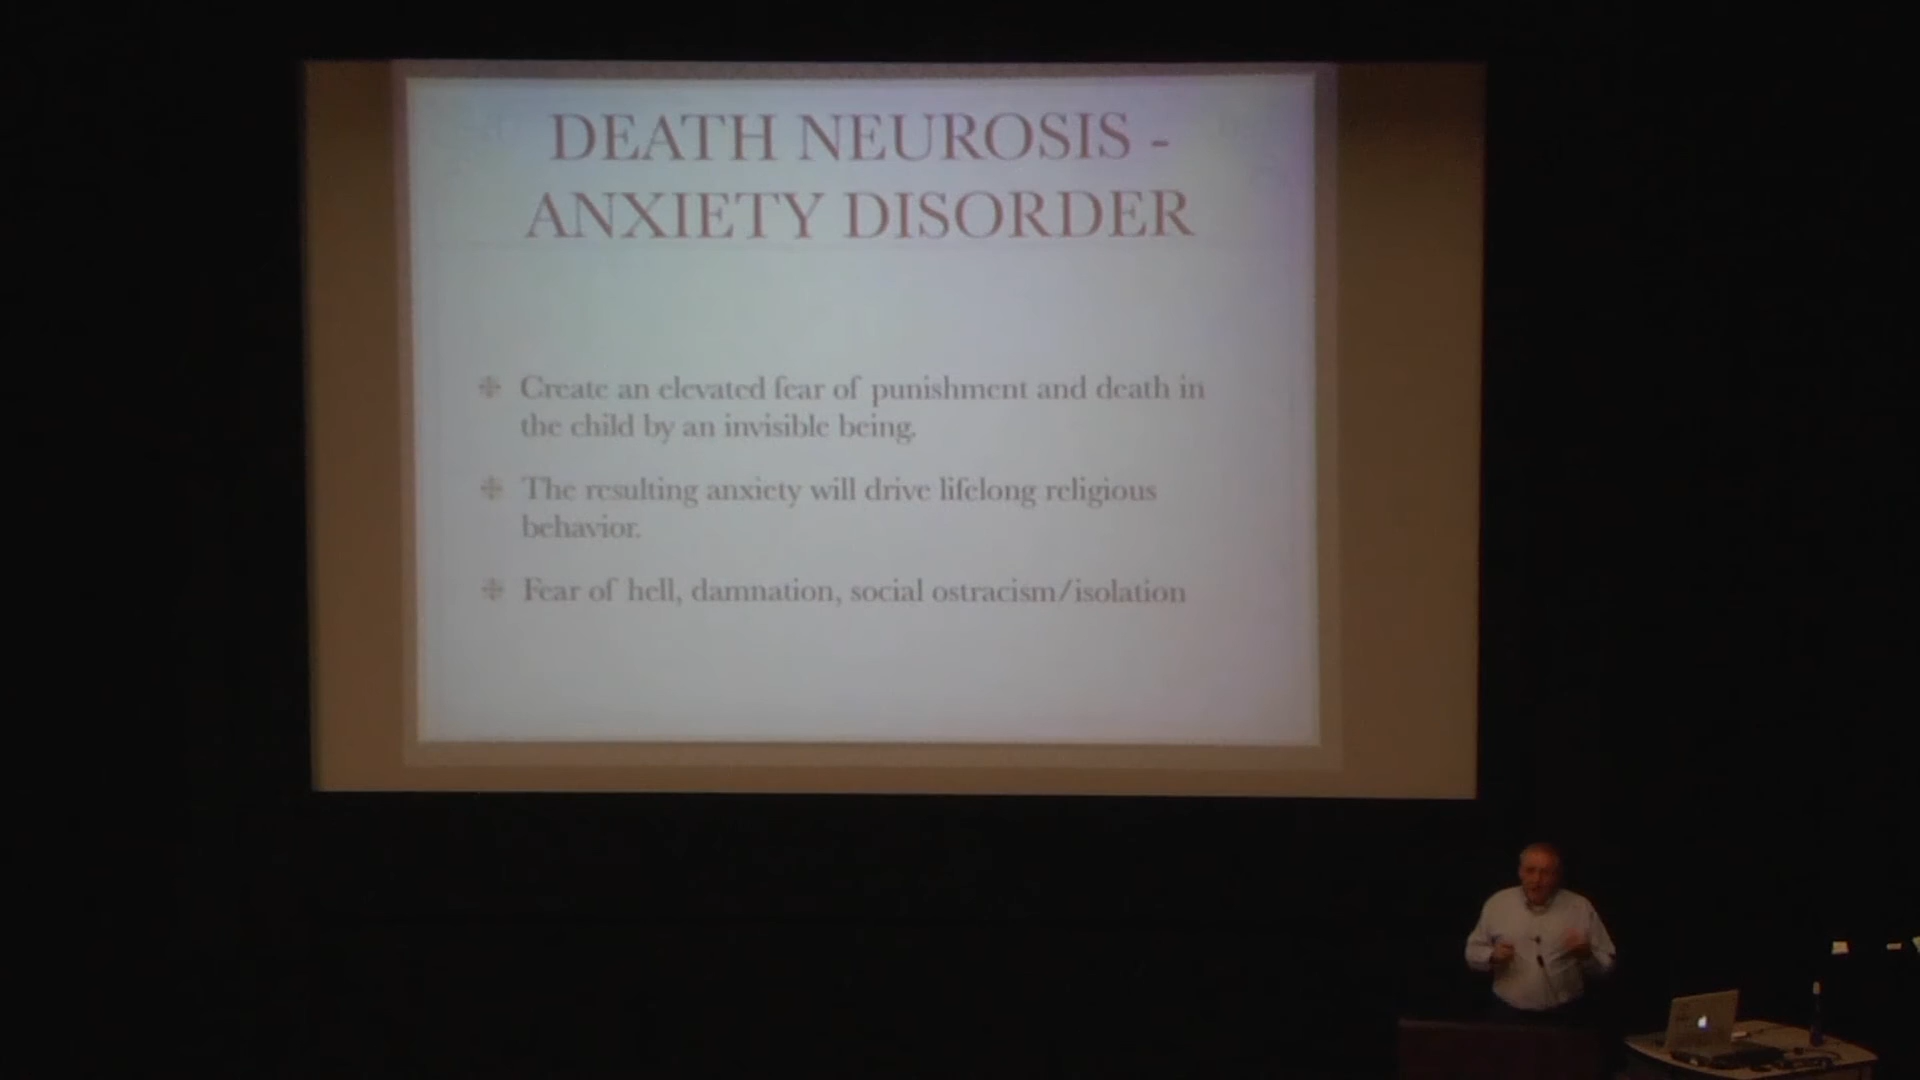 DEATH NEUROSIS -
ANXIETY DISORDER
Create an elevated fear of punishment and death in
the child by an invisible being.
The resulting anxiety will drive lifelong religious
behavior.
Fear of hell, damnation, social ostracism/isolation